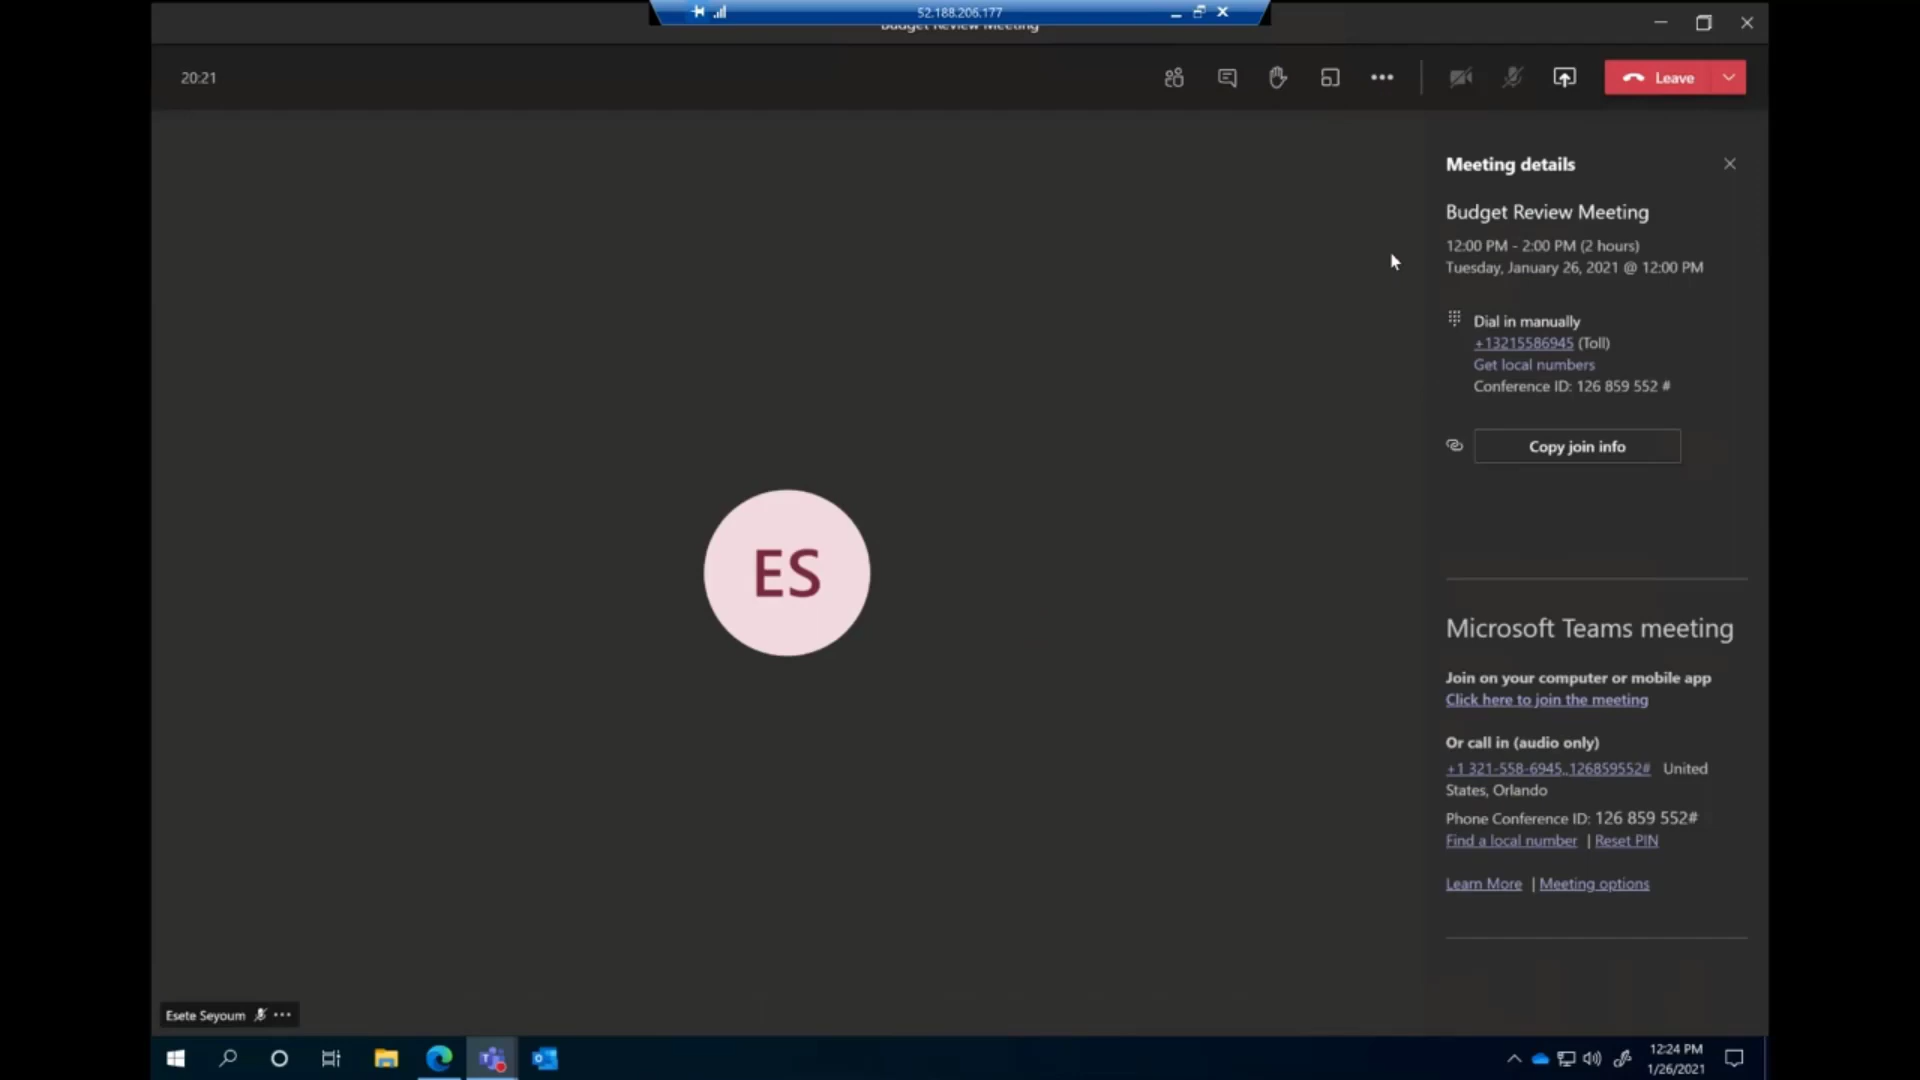 52.188.206.177
Budget Review Meeting
20:21
Leave
Meeting details
Budget Review Meeting
12:00 PM - 2:00 PM (2 hours)
Tuesday, January 26, 2021 @ 12:00 PM
Dial in manually
+13215586945 (Toll)
Get local numbers
Conference ID: 126 859 552 #
Copy join info
ES
Microsoft Teams meeting
Join on your computer or mobile app
Click here to join the meeting
Or call in (audio only)
+1 321-558-6945,,126859552# United
States, Orlando
Phone Conference ID: 126 859 552#
Find a local number | Reset PIN
Learn More | Meeting options
Esete Seyoum
12:24 PM
1/26/2021